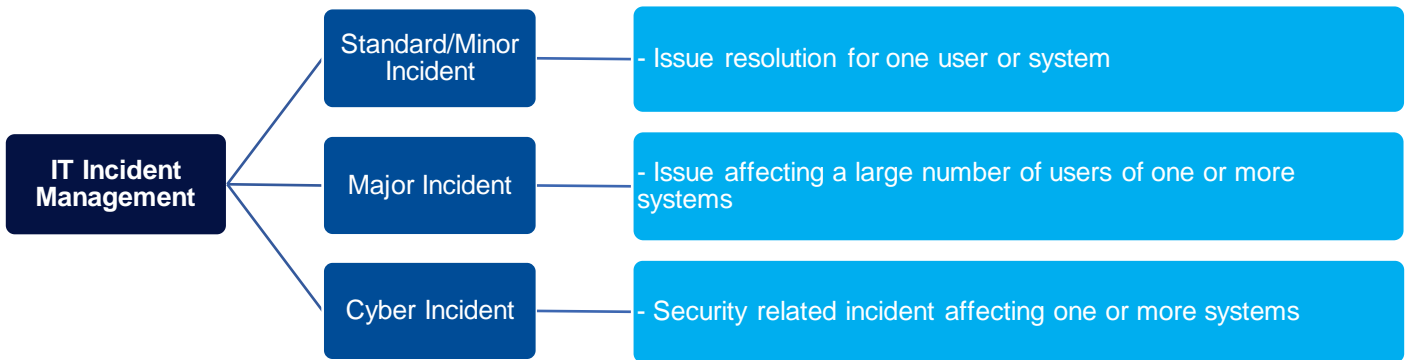 IT Incident
Management
Standard/Minor
Incident
- Issue resolution for one user or system
Major Incident
- Issue affecting a large number of users of one or more
systems
Cyber Incident
- Security related incident affecting one or more systems